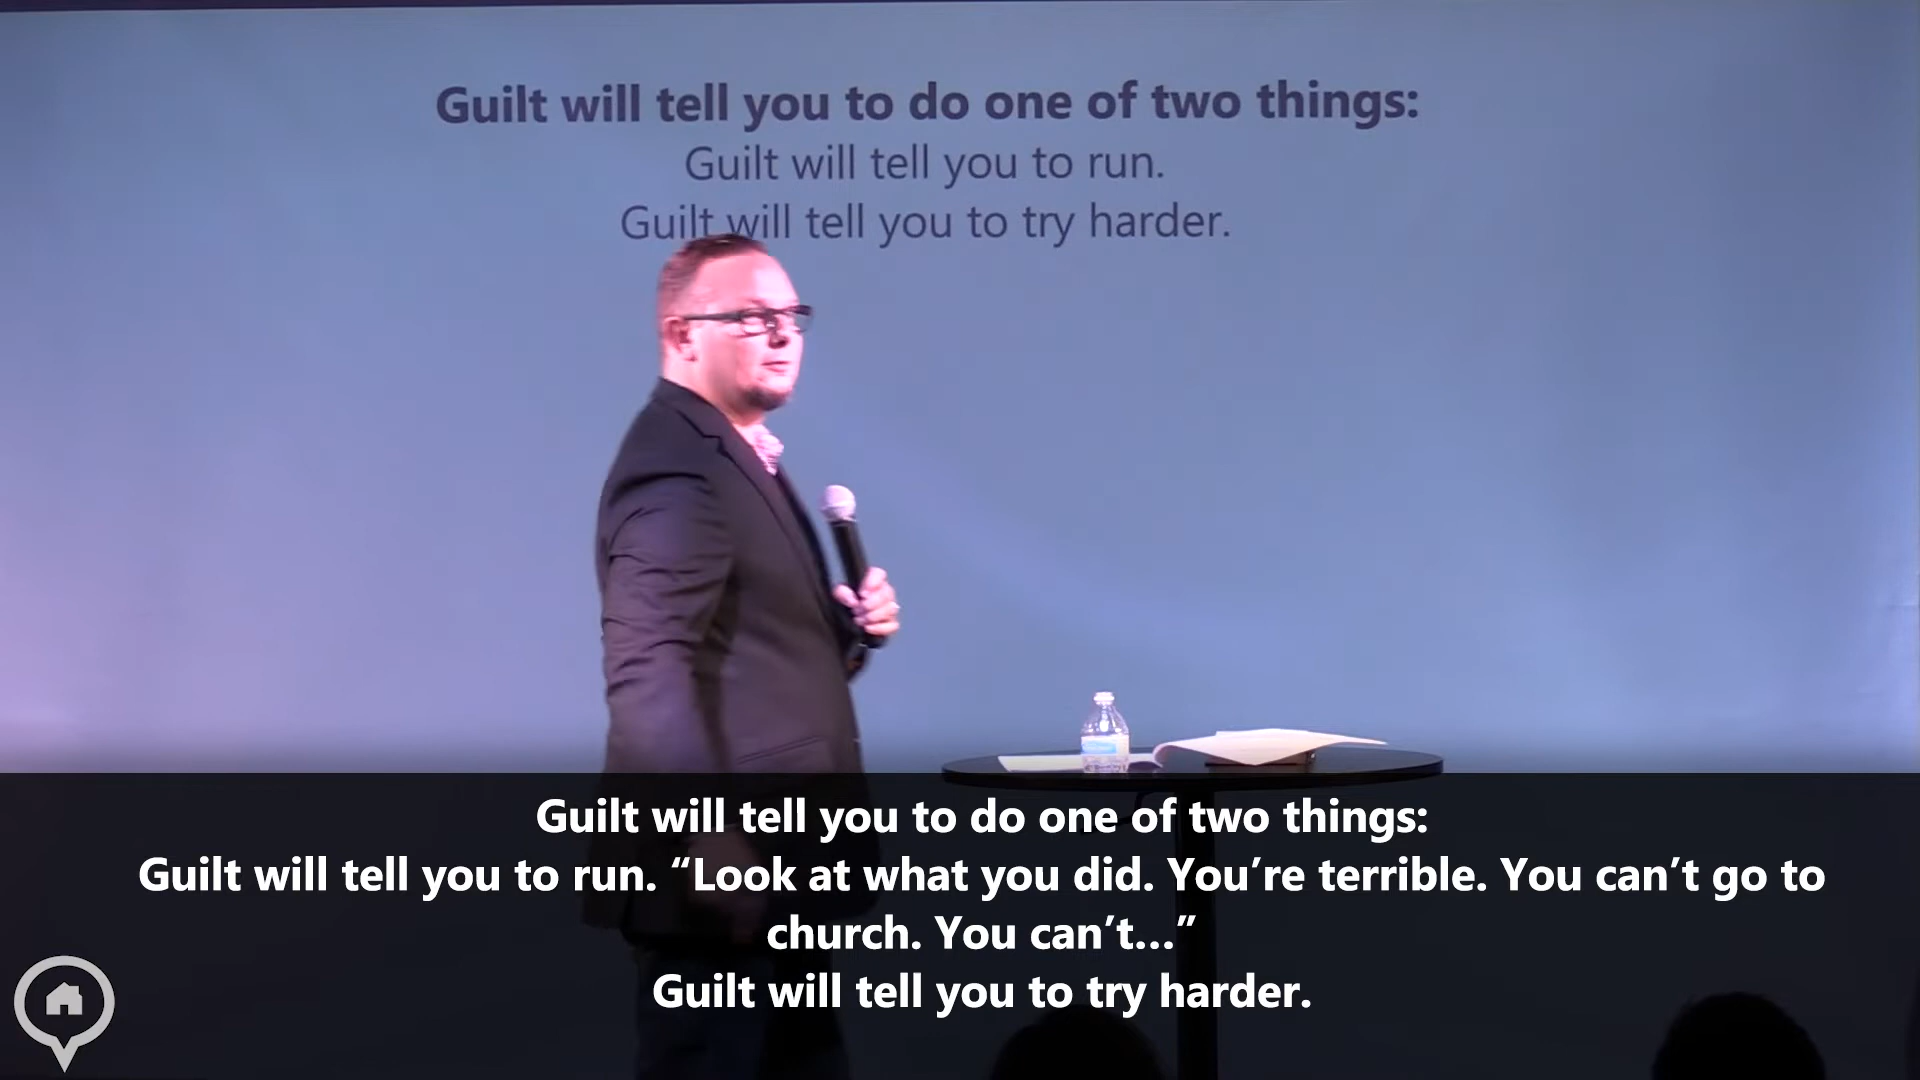 Guilt will tell you to do one of two things:
Guilt will tell you to run.
Guilt will tell you to try harder.
Guilt will tell you to do one of two things:
Guilt will tell you to run. “Look at what you did. You’re terrible. You can’t go to
church. You can’t...”
Guilt will tell you to try harder.